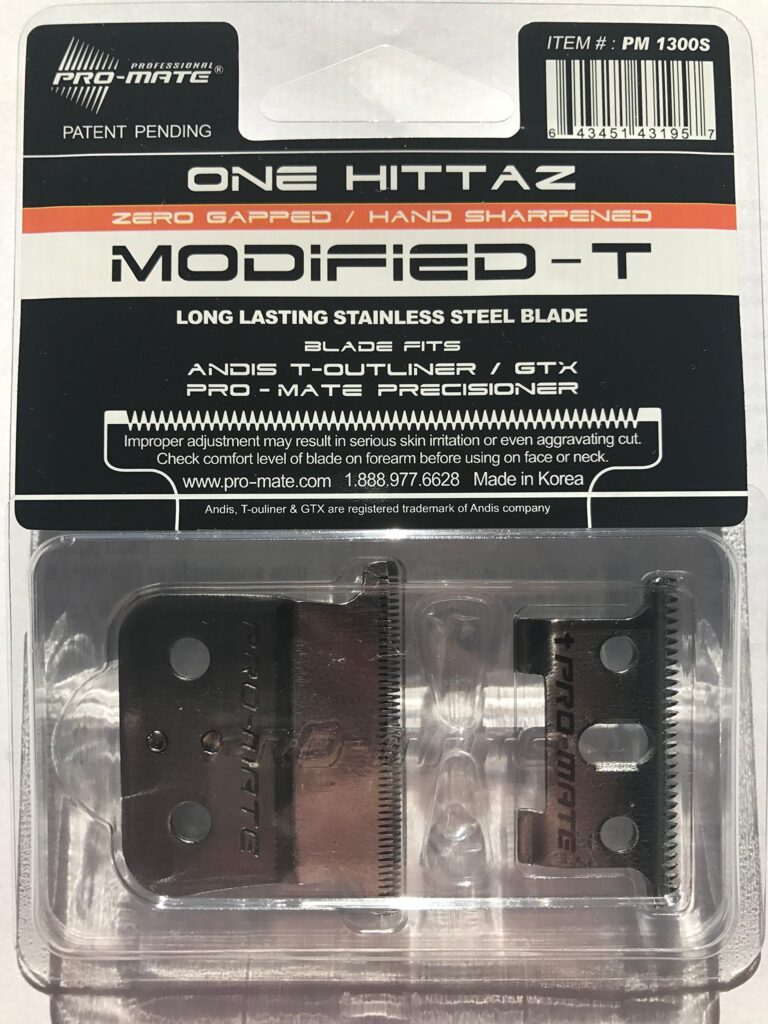 PROFESSIONAL
PRO-MATE®
PATENT PENDING
ITEM # : PM 1300S
6 43451 43195 7
ONE HITTAZ
ZERO GAPPED / HAND SHARPENED
MODIFIED-T
LONG LASTING STAINLESS STEEL BLADE
BLADE FITS
ANDIS T-OUTLINER / GTX
PRO-MATE PRECISIONER
Improper adjustment may result in serious skin irritation or even aggravating cut.
Check comfort level of blade on forearm before using on face or neck.
www.pro-mate.com 1.888.977.6628 Made in Korea
Andis, T-ouliner & GTX are registered trademark of Andis company
PRO-MATE
PRO-MATE
PRO-MATE